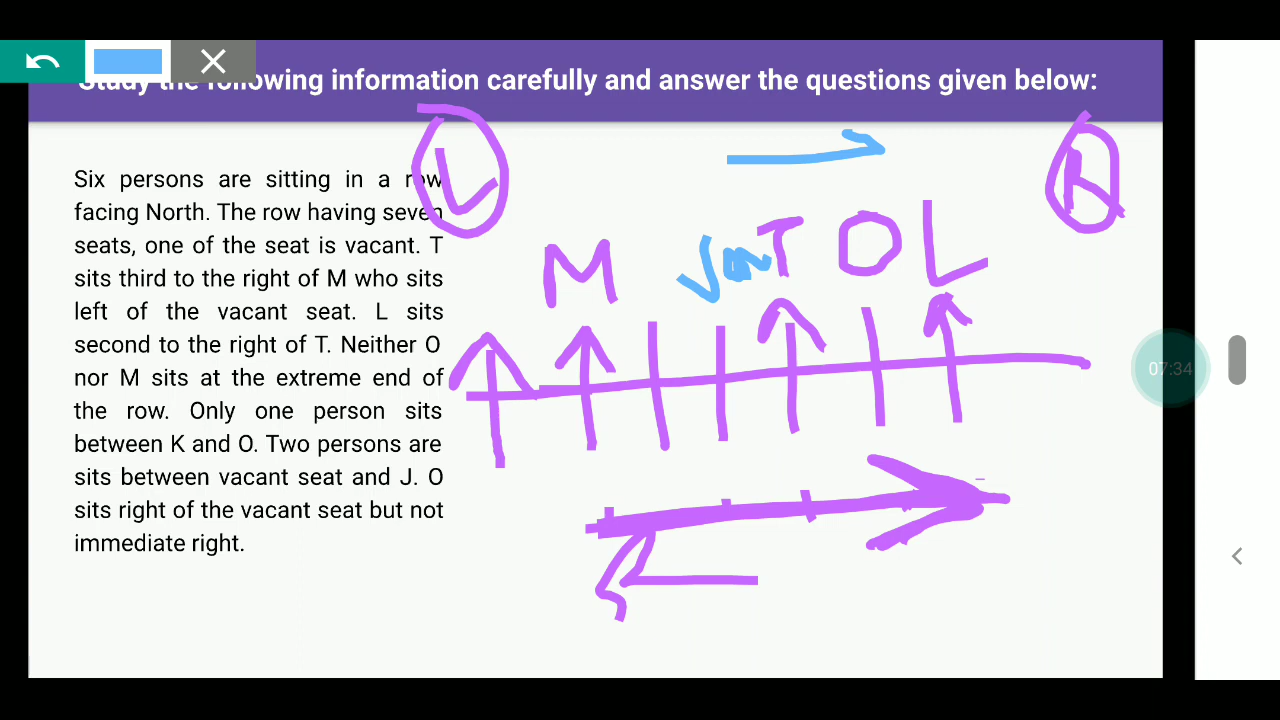 Study the following information carefully and answer the questions given below:
L
R
Six persons are sitting in a row
facing North. The row having seven
seats, one of the seat is vacant. T
sits third to the right of M who sits
left of the vacant seat. L sits
second to the right of T. Neither O
nor M sits at the extreme end of
the row. Only one person sits
between K and O. Two persons are
sits between vacant seat and J. O
sits right of the vacant seat but not
immediate right.
M T O L
07:34